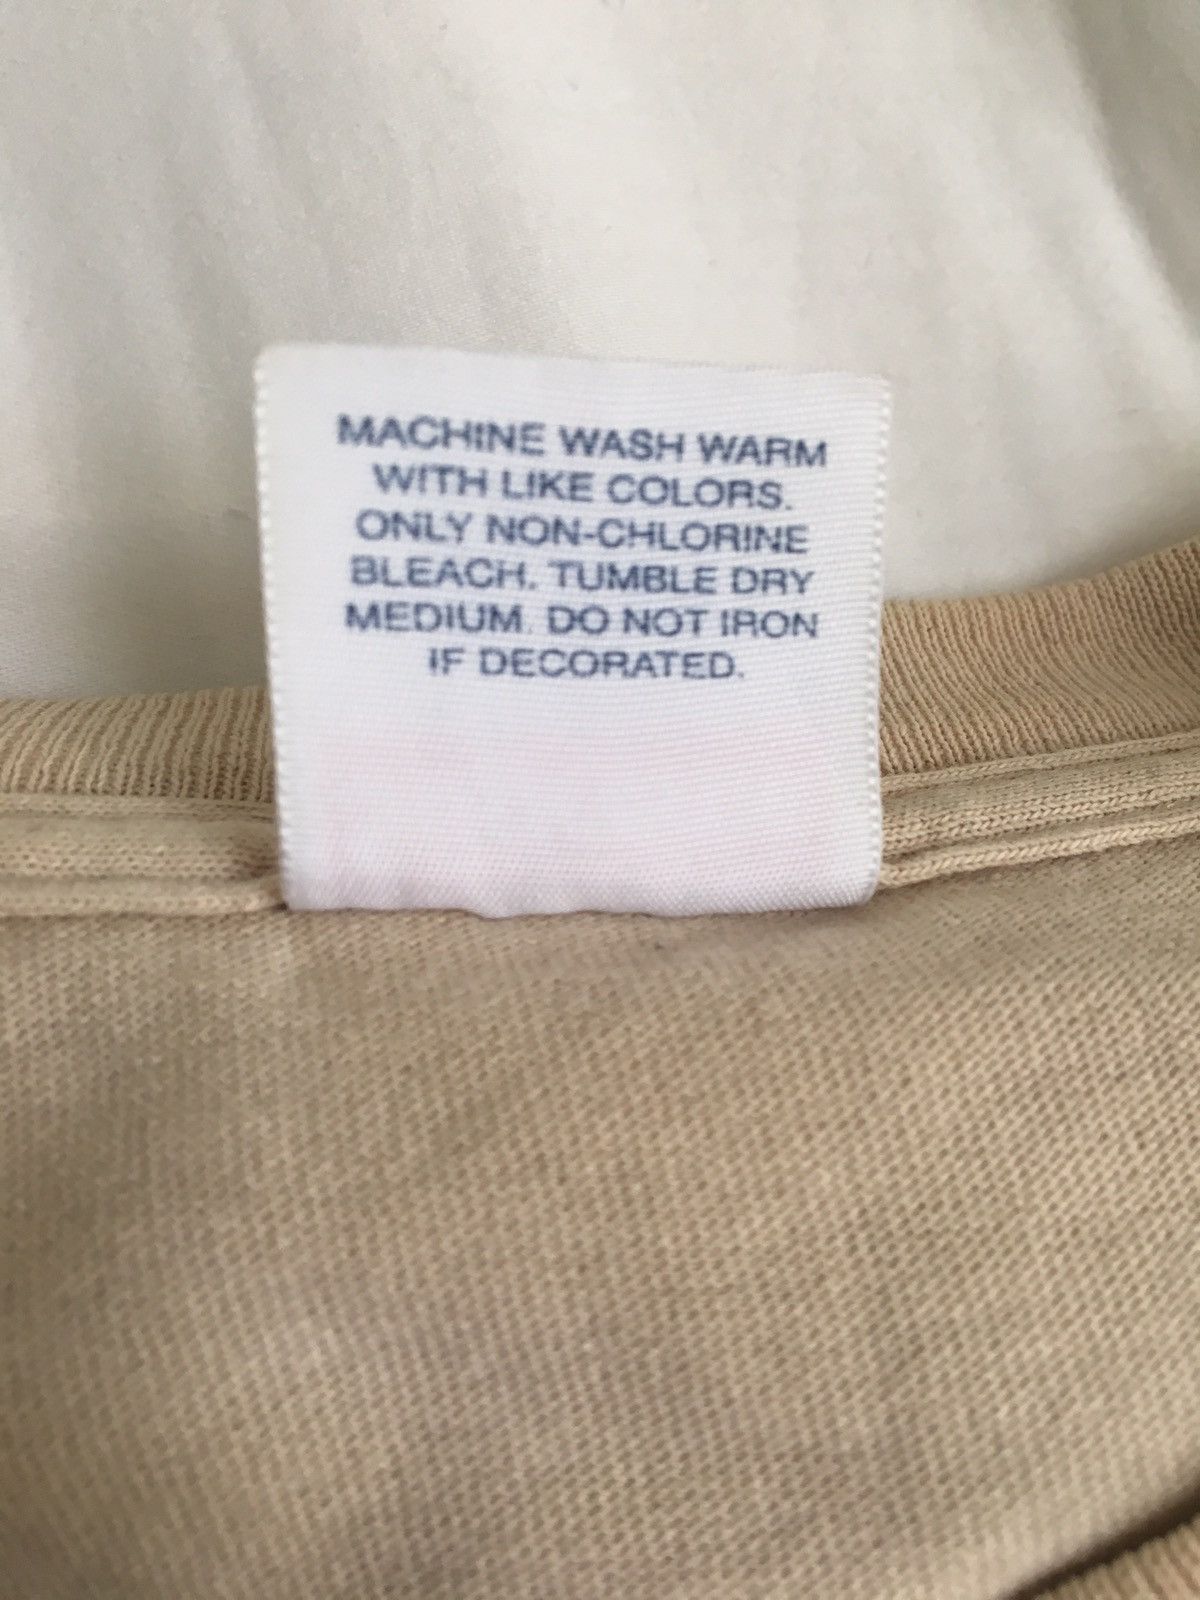 MACHINE WASH WARM
WITH LIKE COLORS.
ONLY NON-CHLORINE
BLEACH. TUMBLE DRY
MEDIUM. DO NOT IRON
IF DECORATED.